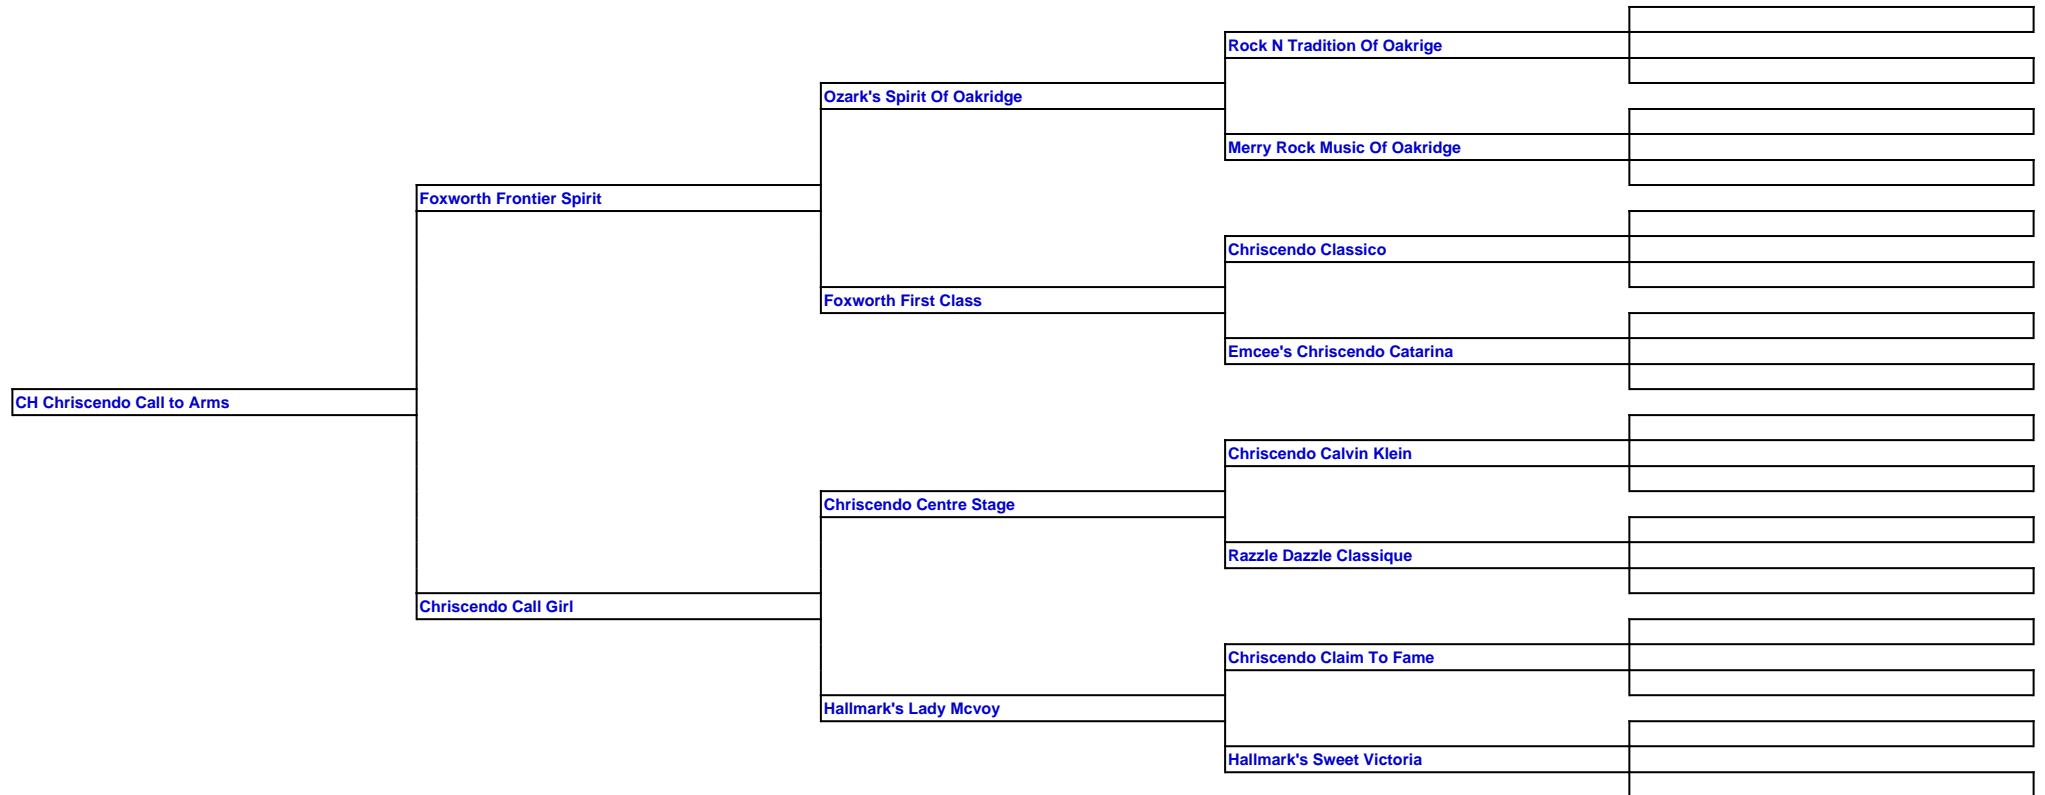 Rock N Tradition Of Oakrige
Ozark's Spirit Of Oakridge
Merry Rock Music Of Oakridge
Foxworth Frontier Spirit
Chriscendo Classico
Foxworth First Class
Emcee's Chriscendo Catarina
CH Chriscendo Call to Arms
Chriscendo Calvin Klein
Chriscendo Centre Stage
Razzle Dazzle Classique
Chriscendo Call Girl
Chriscendo Claim To Fame
Hallmark's Lady Mcvoy
Hallmark's Sweet Victoria